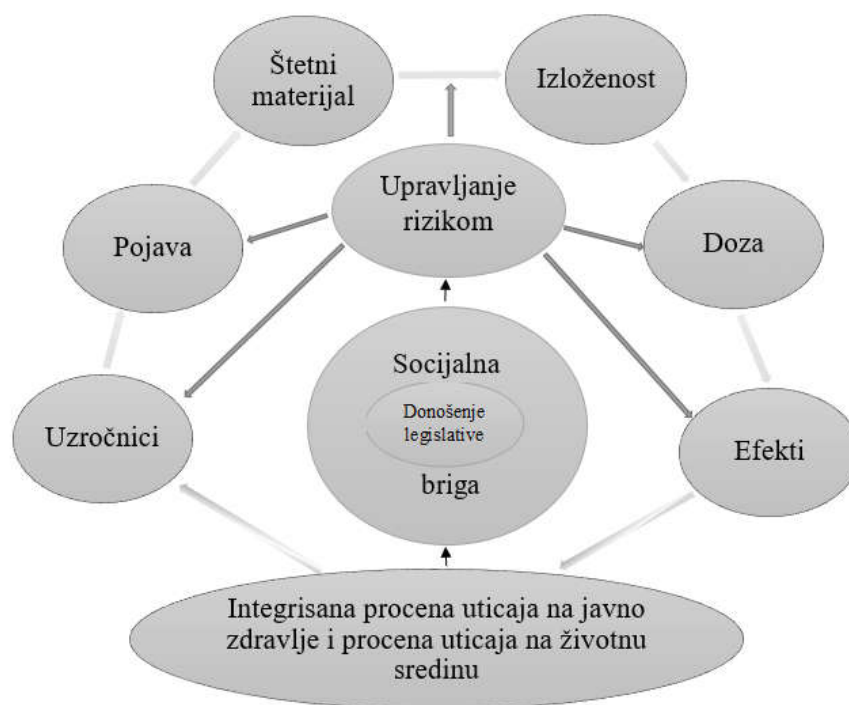 Štetni
materijal
Izloženost
Upravljanje
rizikom
Pojava
Doza
Socijalna
Donošenje
legislative
briga
Uzročnici
Efekti
Integrisana procena uticaja na javno
zdravlje i procena uticaja na životnu
sredinu